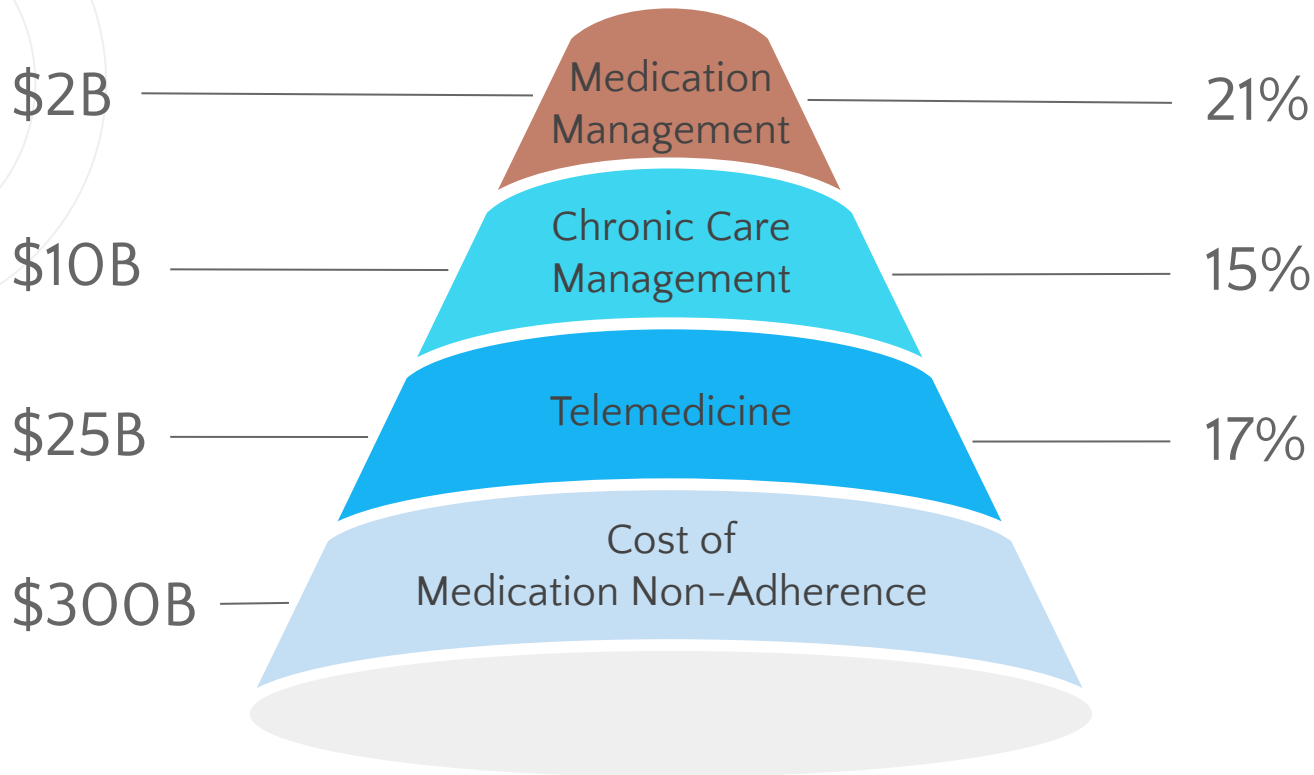 $2B
Medication
Management
21%
$10B
Chronic Care
Management
15%
$25B
Telemedicine
17%
$300B
Cost of
Medication Non-Adherence